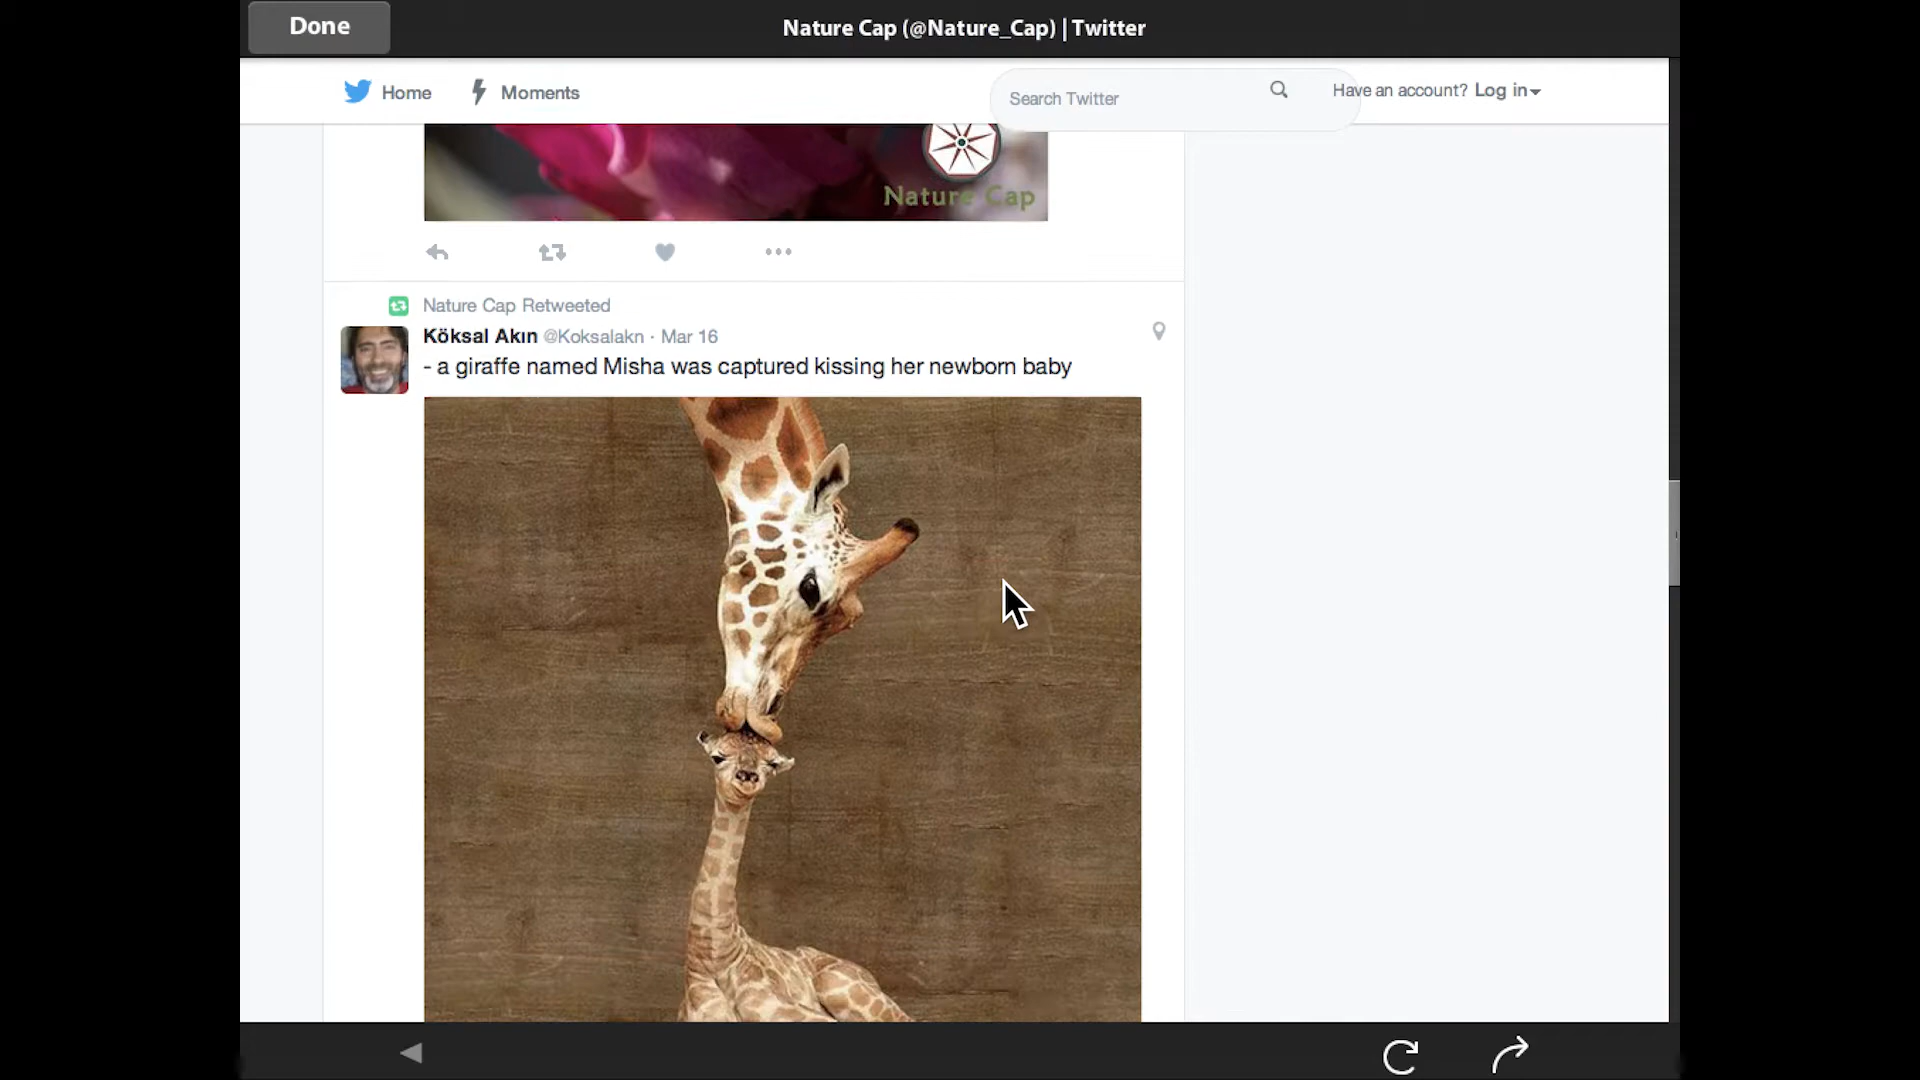 Done
Nature Cap (@Nature_Cap) | Twitter
Home
Moments
Search Twitter
Have an account? Log in
Nature Cap
Nature Cap Retweeted
Köksal Akın @Koksalakn · Mar 16
- a giraffe named Misha was captured kissing her newborn baby